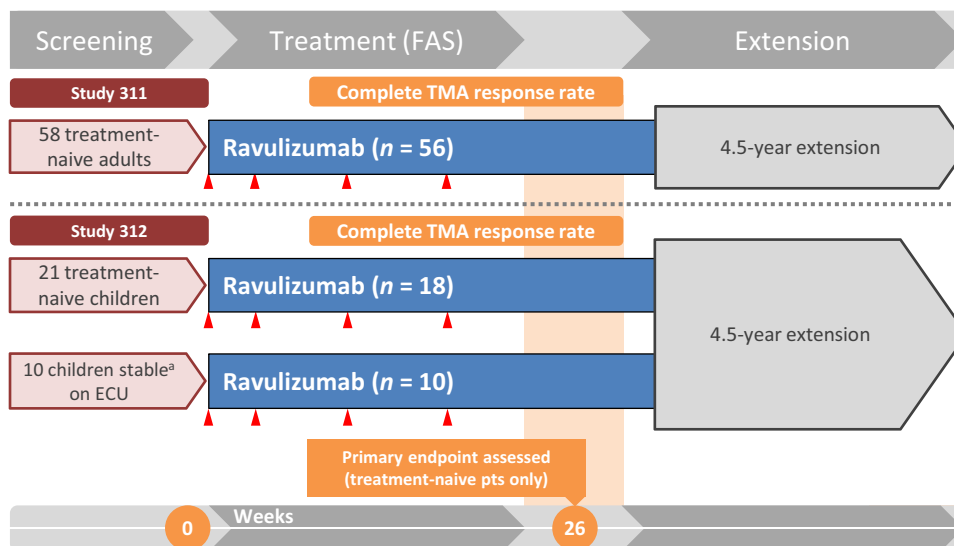 Screening
Treatment (FAS)
Extension
Study 311
Complete TMA response rate
58 treatment-
naive adults
Ravulizumab (n = 56)
4.5-year extension
Study 312
Complete TMA response rate
21 treatment-
naive children
Ravulizumab (n = 18)
4.5-year extension
10 children stableᵃ
on ECU
Ravulizumab (n = 10)
Primary endpoint assessed
(treatment-naive pts only)
0
Weeks
26